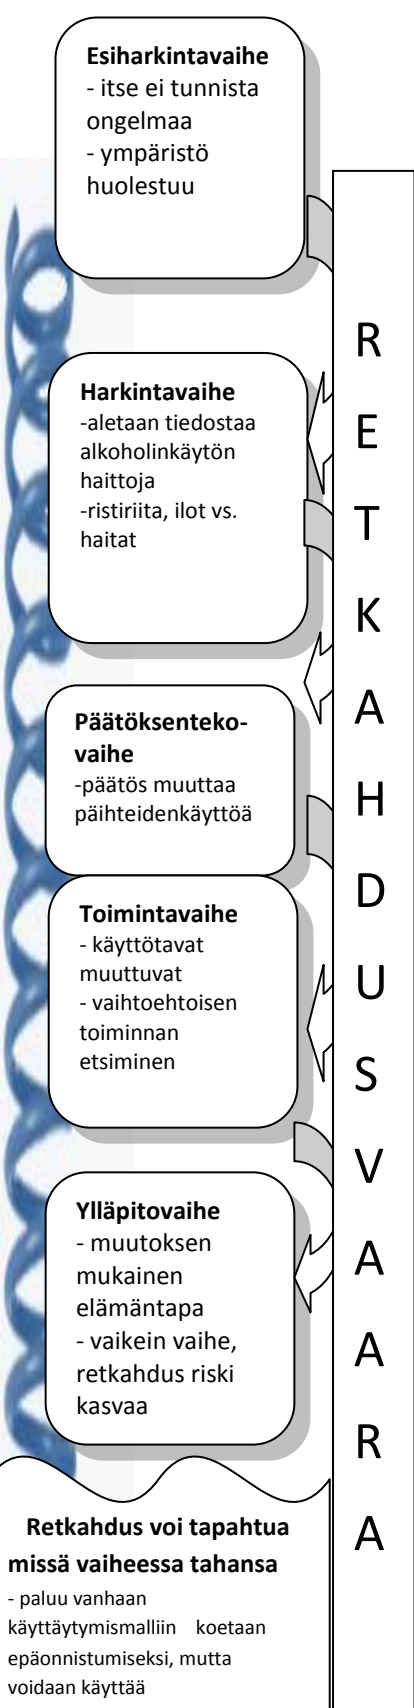 Esiharkintavaihe
- itse ei tunnista
ongelmaa
- ympäristö
huolestuu
Harkintavaihe
-aletaan tiedostaa
alkoholinkäytön
haittoja
-ristiriita, ilot vs.
haitat
Päätöksenteko-
vaihe
-päätös muuttaa
päihteidenkäyttöä
Toimintavaihe
- käyttötavat
muuttuvat
- vaihtoehtoisen
toiminnan
etsiminen
Ylläpitovaihe
- muutoksen
mukainen
elämäntapa
- vaikein vaihe,
retkahdus riski
kasvaa
Retkahdus voi tapahtua
missä vaiheessa tahansa
- paluu vanhaan
käyttäytymismalliin koetaan
epäonnistumiseksi, mutta
voidaan käyttää
R
E
T
K
A
H
D
U
S
V
A
A
R
A